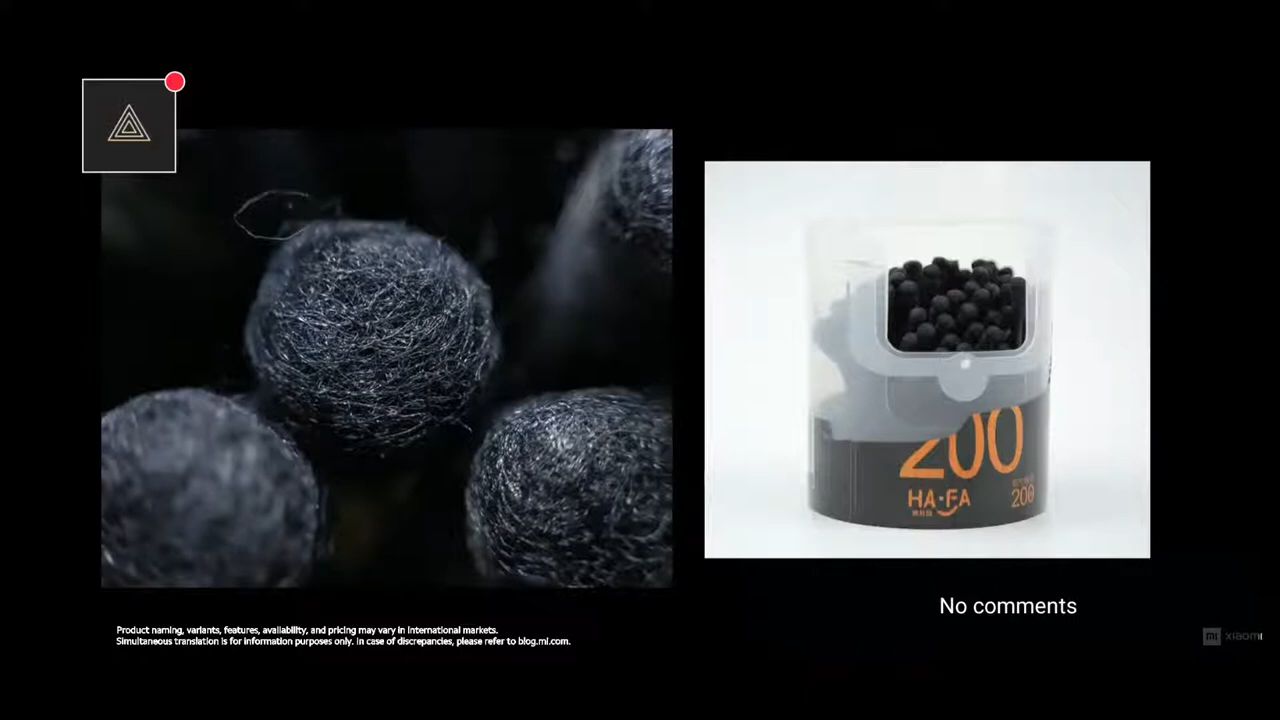 200
HA·FA
200
No comments
Product naming, variants, features, availability, and pricing may vary in international markets.
Simultaneous translation is for information purposes only. In case of discrepancies, please refer to blog.mi.com.
mi xiaomi